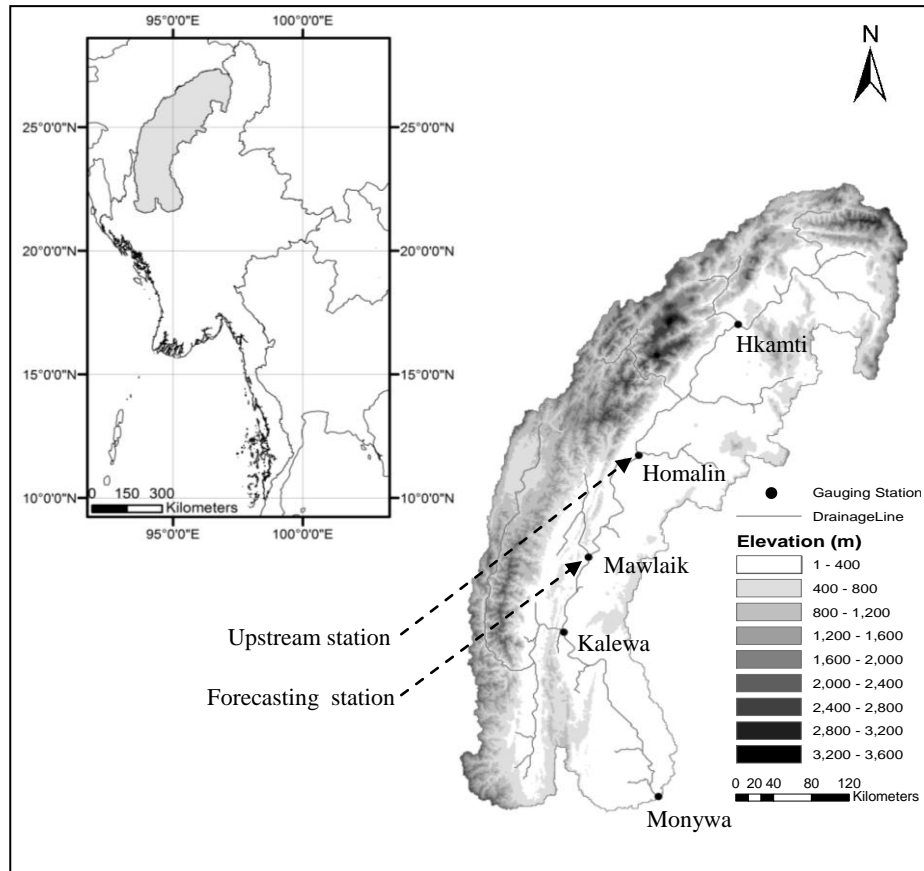 95°0'0"E
100°0'0"E
25°0'0"N
25°0'0"N
20°0'0"N
20°0'0"N
15°0'0"N
15°0'0"N
10°0'0"N
10°0'0"N
0 150 300
Kilometers
95°0'0"E
100°0'0"E
N
Hkamti
Homalin
Mawlaik
Kalewa
Monywa
Upstream station
Forecasting station
Gauging Station
DrainageLine
Elevation (m)
1 - 400
400 - 800
800 - 1,200
1,200 - 1,600
1,600 - 2,000
2,000 - 2,400
2,400 - 2,800
2,800 - 3,200
3,200 - 3,600
0 20 40 80 120
Kilometers